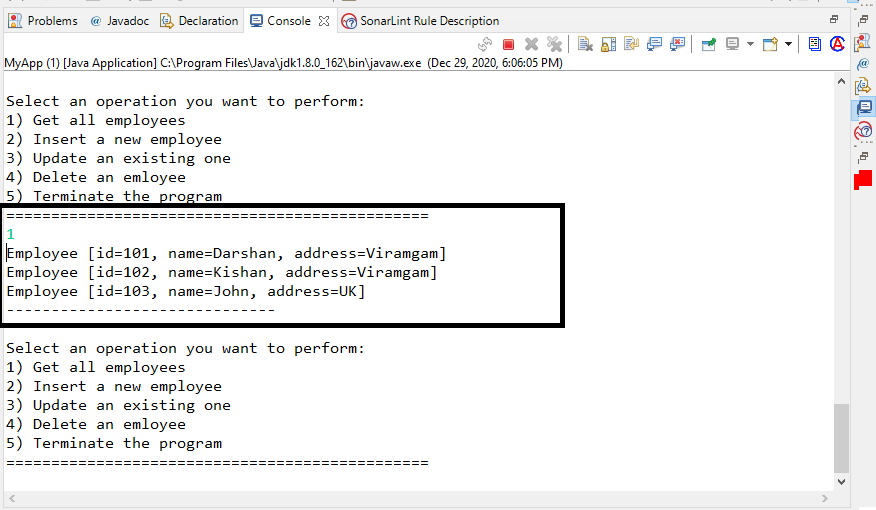 Problems @ Javadoc Declaration Console SonarLint Rule Description
MyApp (1) [Java Application] C:\Program Files\Java\jdk1.8.0_162\bin\javaw.exe (Dec 29, 2020, 6:06:05 PM)
Select an operation you want to perform:
1) Get all employees
2) Insert a new employee
3) Update an existing one
4) Delete an emloyee
5) Terminate the program
===============================================
1
Employee [id=101, name=Darshan, address=Viramgam]
Employee [id=102, name=Kishan, address=Viramgam]
Employee [id=103, name=John, address=UK]
------------------------------
Select an operation you want to perform:
1) Get all employees
2) Insert a new employee
3) Update an existing one
4) Delete an emloyee
5) Terminate the program
===============================================